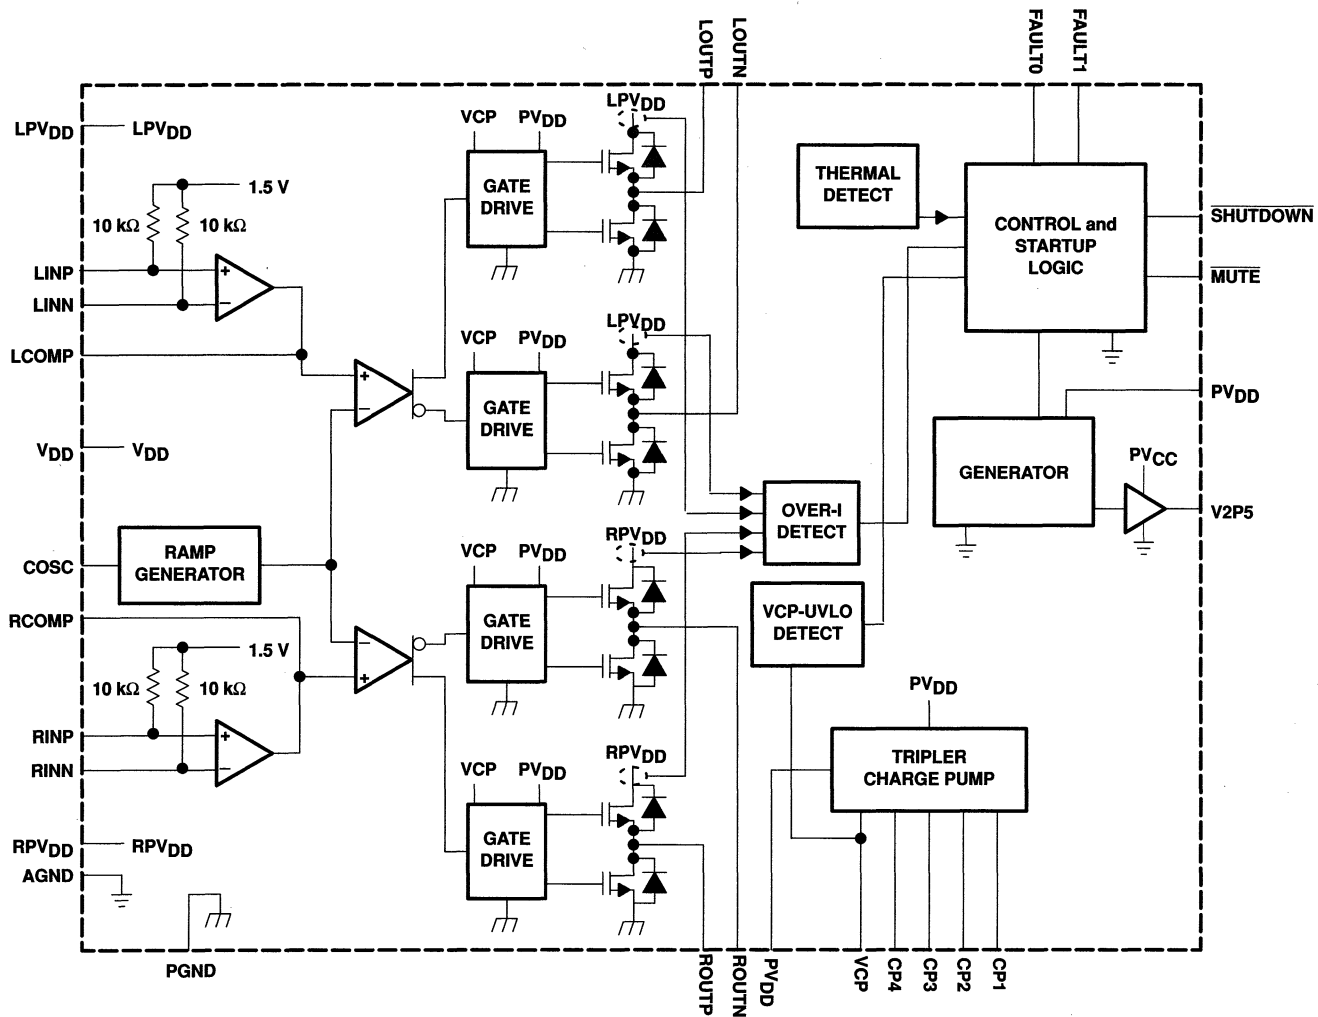 LOUTP
LOUTN
FAULT0
FAULT1
LPVDD
LPVDD
VCP
PVDD
LPVDD
GATE
DRIVE
THERMAL
DETECT
CONTROL and
STARTUP
LOGIC
SHUTDOWN
MUTE
1.5 V
10 kΩ
10 kΩ
LINP
+
LINN
–
LCOMP
+
–
VCP
PVDD
LPVDD
GATE
DRIVE
VDD
VDD
PVDD
GENERATOR
PVCC
V2P5
OVER-I
DETECT
COSC
RAMP
GENERATOR
VCP
PVDD
RPVDD
GATE
DRIVE
VCP-UVLO
DETECT
RCOMP
–
+
1.5 V
10 kΩ
10 kΩ
RINP
+
RINN
–
VCP
PVDD
RPVDD
GATE
DRIVE
PVDD
TRIPLER
CHARGE PUMP
RPVDD
RPVDD
AGND
PGND
ROUTP
ROUTN
PVDD
VCP
CP4
CP3
CP2
CP1